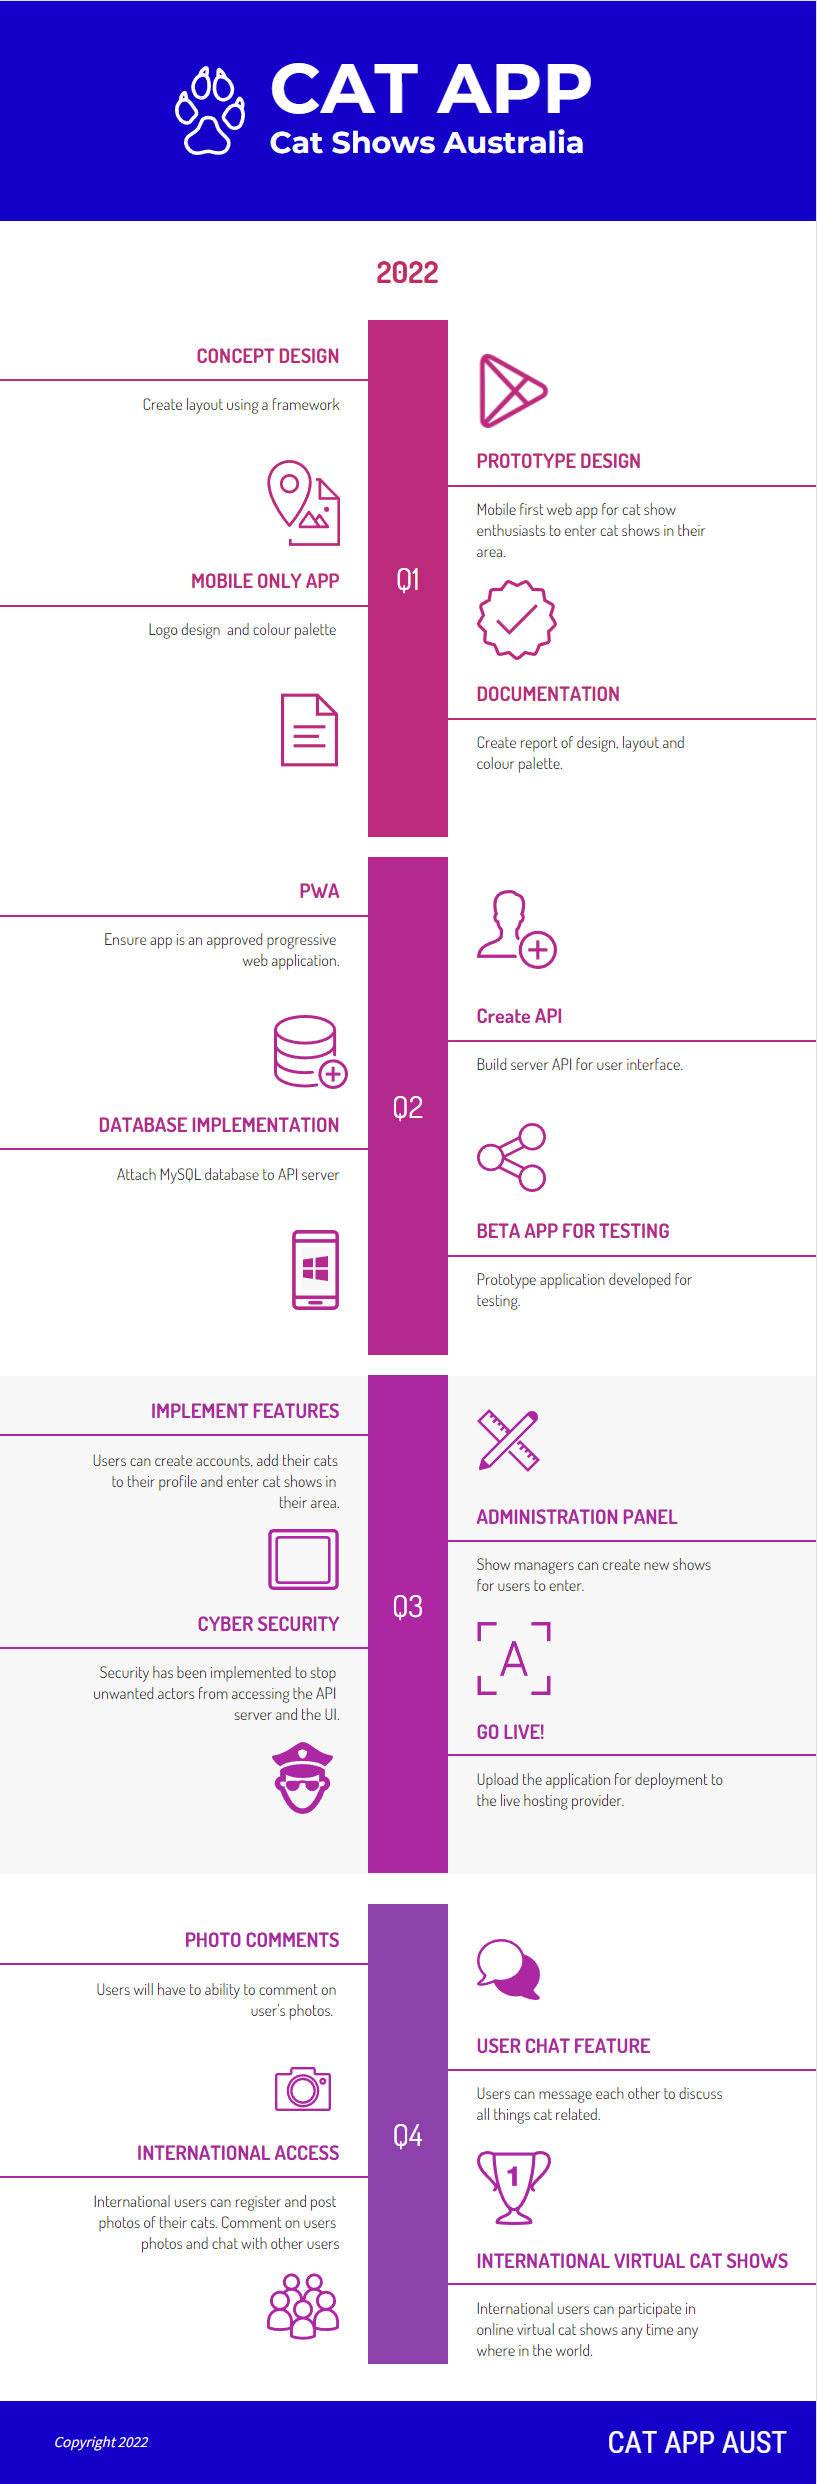 CAT APP
Cat Shows Australia
2022
CONCEPT DESIGN
Create layout using a framework
PROTOTYPE DESIGN
Mobile first web app for cat show
enthusiasts to enter cat shows in their
area.
Q1
MOBILE ONLY APP
Logo design and colour palette
DOCUMENTATION
Create report of design, layout and
colour palette.
PWA
Ensure app is an approved progressive
web application.
Create API
Build server API for user interface.
Q2
DATABASE IMPLEMENTATION
Attach MySQL database to API server
BETA APP FOR TESTING
Prototype application developed for
testing.
IMPLEMENT FEATURES
Users can create accounts, add their cats
to their profile and enter cat shows in
their area.
ADMINISTRATION PANEL
Show managers can create new shows
for users to enter.
Q3
CYBER SECURITY
Security has been implemented to stop
unwanted actors from accessing the API
server and the UI.
A
GO LIVE!
Upload the application for deployment to
the live hosting provider.
PHOTO COMMENTS
Users will have to ability to comment on
user's photos.
USER CHAT FEATURE
Users can message each other to discuss
all things cat related.
Q4
INTERNATIONAL ACCESS
International users can register and post
photos of their cats. Comment on users
photos and chat with other users
1
INTERNATIONAL VIRTUAL CAT SHOWS
International users can participate in
online virtual cat shows any time any
where in the world.
Copyright 2022
CAT APP AUST